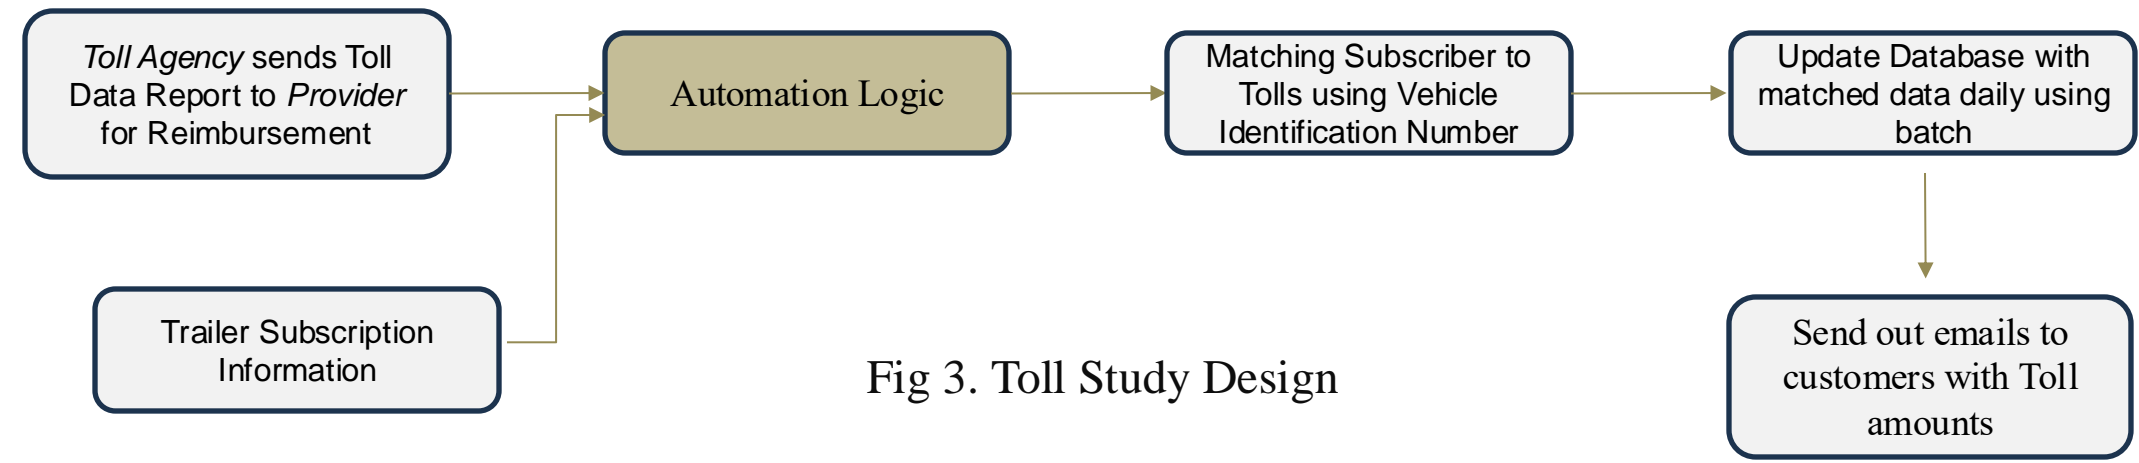 Toll Agency sends Toll
Data Report to Provider
for Reimbursement
Automation Logic
Matching Subscriber to
Tolls using Vehicle
Identification Number
Update Database with
matched data daily using
batch
Trailer Subscription
Information
Fig 3. Toll Study Design
Send out emails to
customers with Toll
amounts